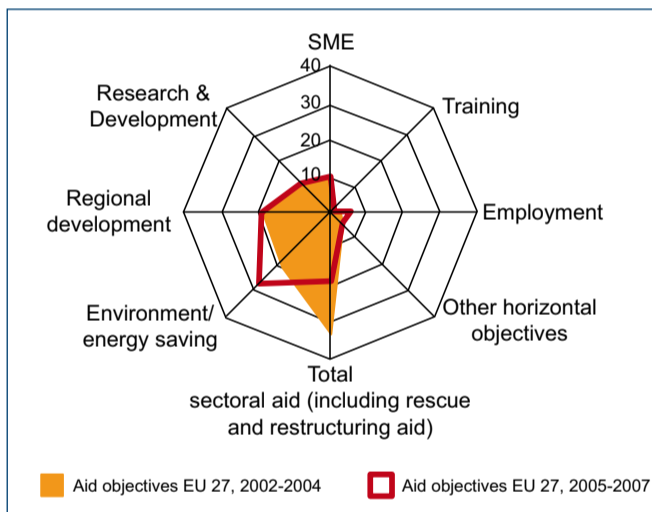 SME
40
30
20
10
Research &
Development
Training
Regional
development
Employment
Environment/
energy saving
Other horizontal
objectives
Total
sectoral aid (including rescue
and restructuring aid)
Aid objectives EU 27, 2002-2004
Aid objectives EU 27, 2005-2007